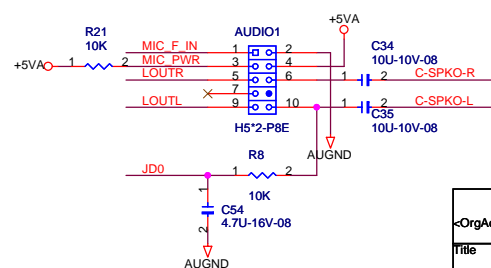 R21
10K
+5VA
1
2
AUDIO1
+5VA
MIC_F_IN
MIC_PWR
LOUTR
LOUTL
1
3
5
7
9
2
4
6
10
H5*2-P8E
C34
10U-10V-08
1
2
C-SPKO-R
1
2
C-SPKO-L
C35
10U-10V-08
AUGND
R8
JD0
1
2
10K
1
C54
4.7U-16V-08
2
AUGND
<OrgAd
Title